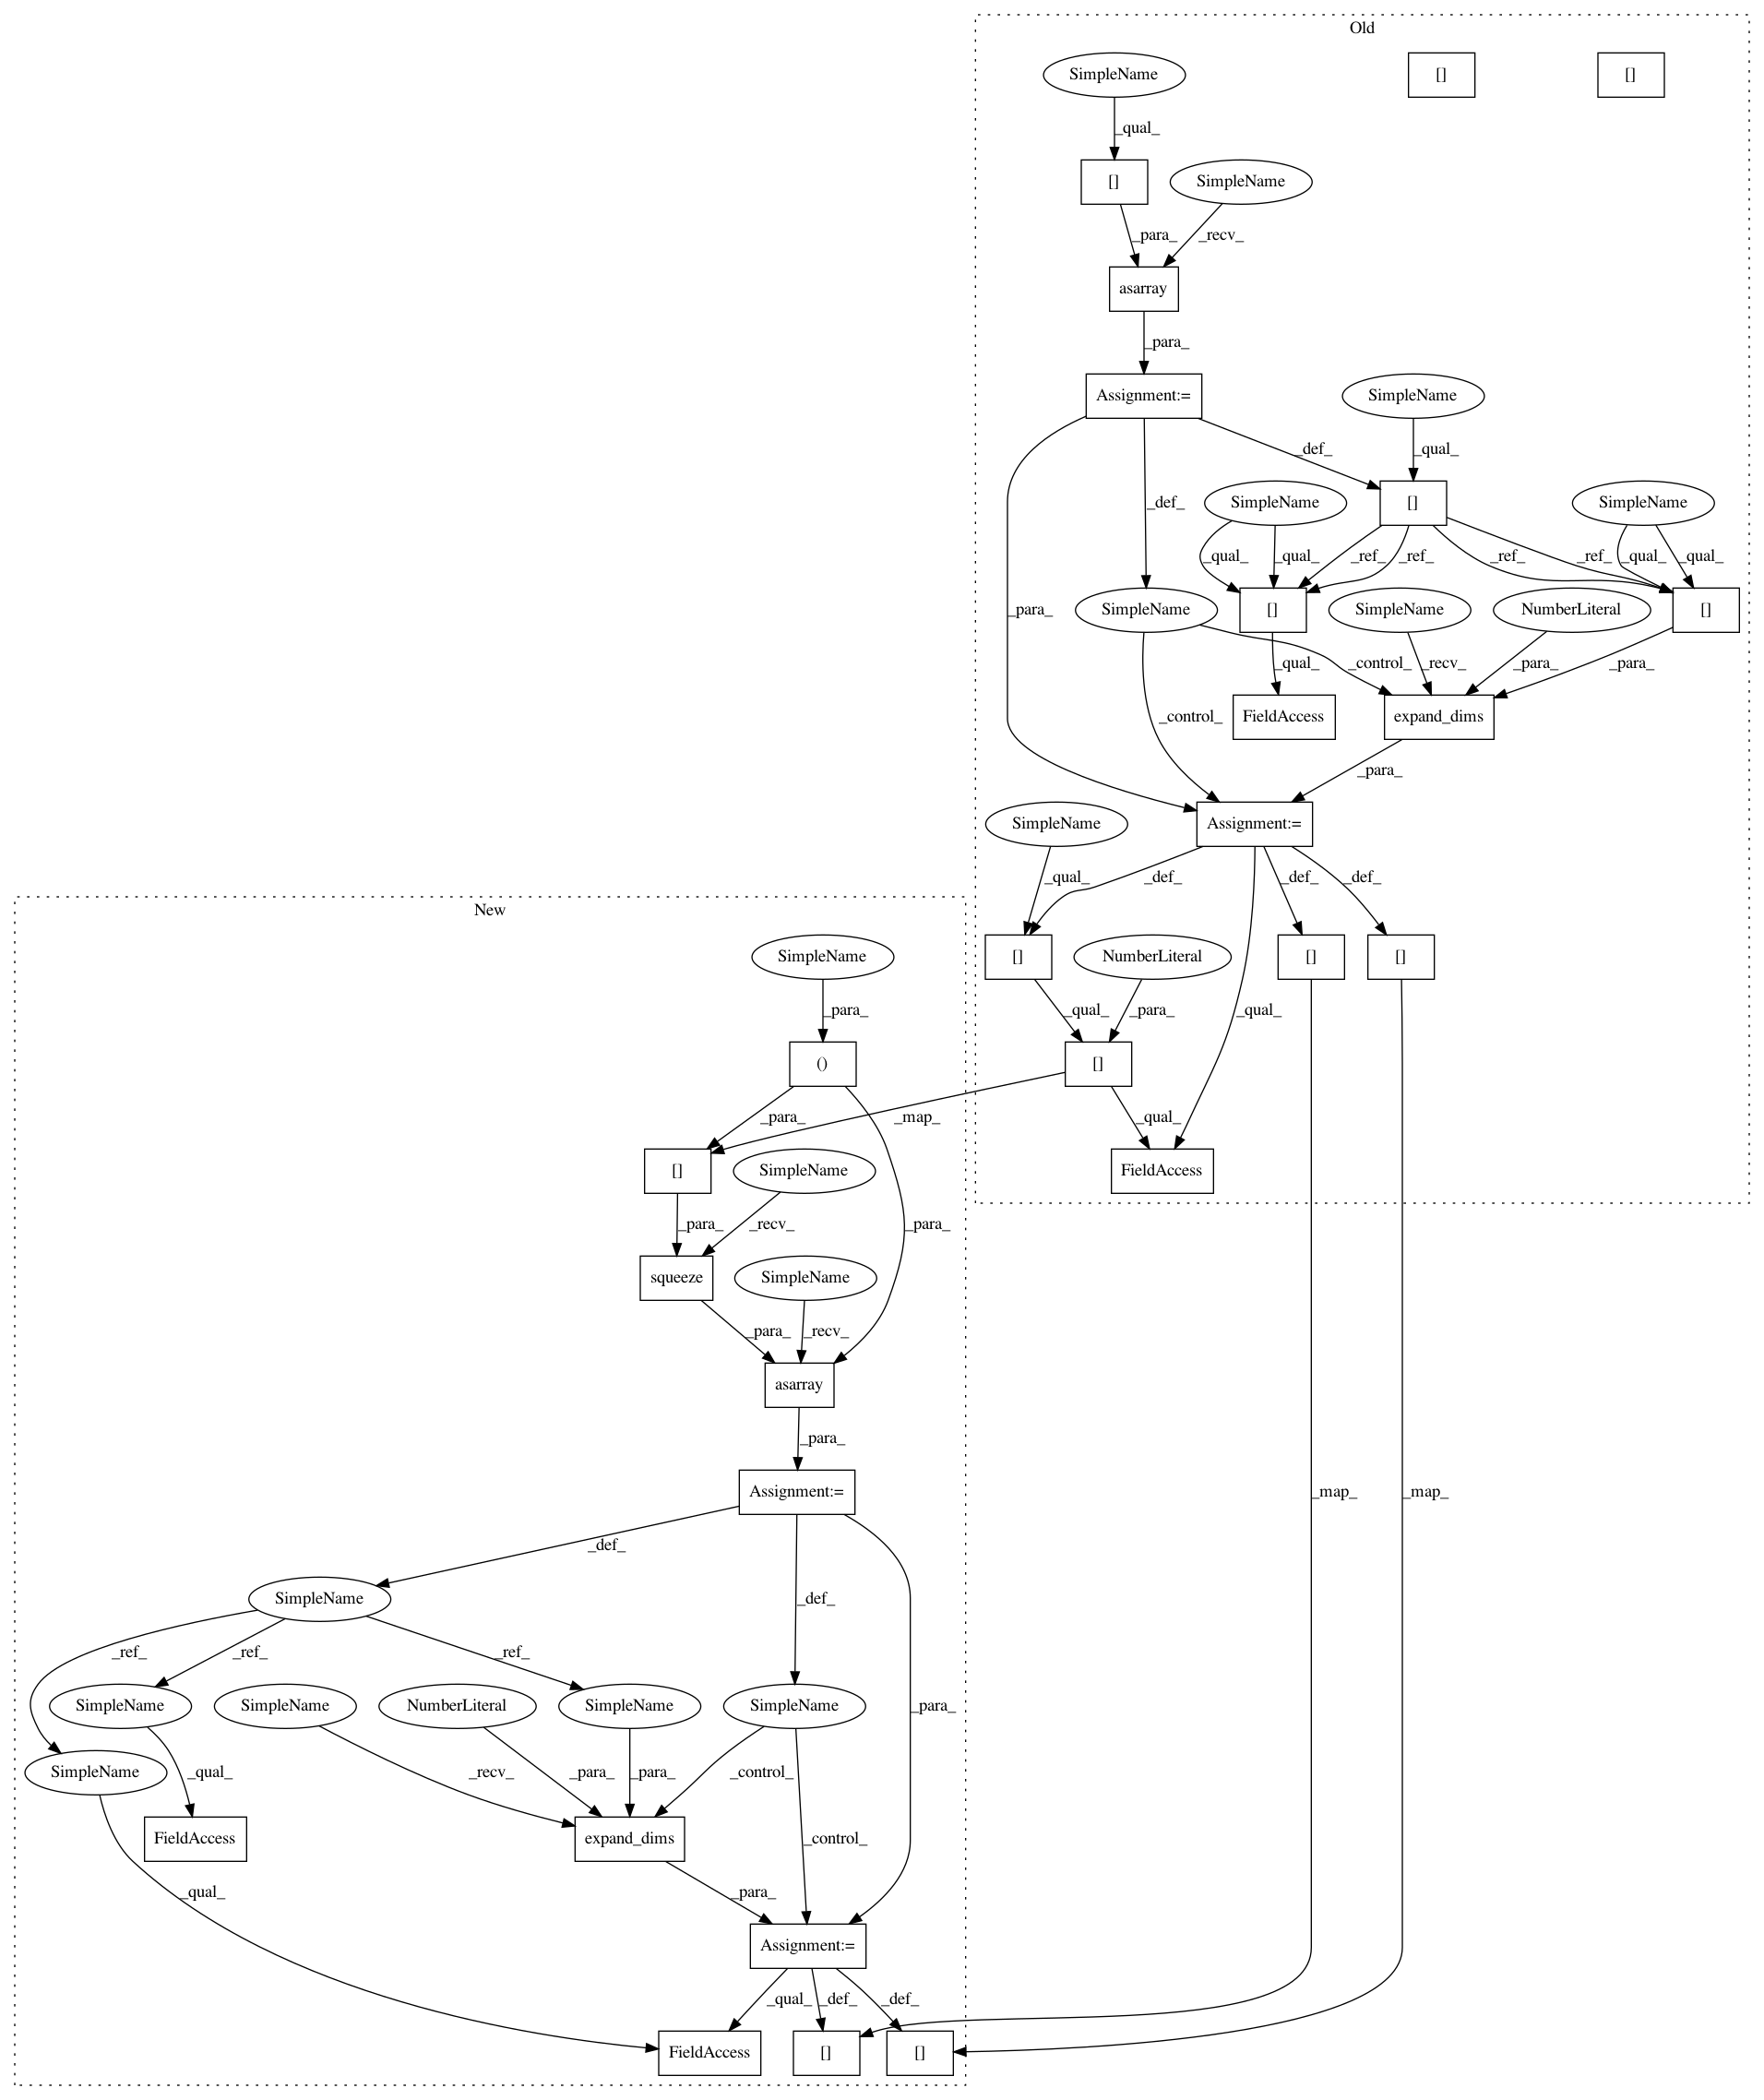 Old
SimpleName
[]
[]
_qual_
[]
SimpleName
_para_
_recv_
asarray
_para_
Assignment:=
SimpleName
_def_
_qual_
SimpleName
_def_
[]
SimpleName
_qual_
_qual_
_ref_
_ref_
_ref_
_ref_
_qual_
_qual_
_para_
SimpleName
[]
SimpleName
NumberLiteral
[]
_qual_
_control_
_recv_
_para_
_para_
_control_
FieldAccess
expand_dims
_para_
SimpleName
Assignment:=
_qual_
_def_
_def_
_def_
New
SimpleName
[]
NumberLiteral
[]
[]
_para_
_qual_
_para_
_qual_
()
[]
_para_
_map_
_qual_
[]
SimpleName
FieldAccess
_para_
_recv_
_para_
squeeze
SimpleName
_para_
_recv_
asarray
_para_
Assignment:=
_map_
_map_
_def_
SimpleName
_def_
_ref_
_ref_
_ref_
SimpleName
SimpleName
NumberLiteral
SimpleName
SimpleName
_para_
SimpleName
_qual_
_recv_
_para_
_para_
_control_
FieldAccess
expand_dims
_control_
_qual_
_para_
Assignment:=
_qual_
_def_
_def_
FieldAccess
[]
[]